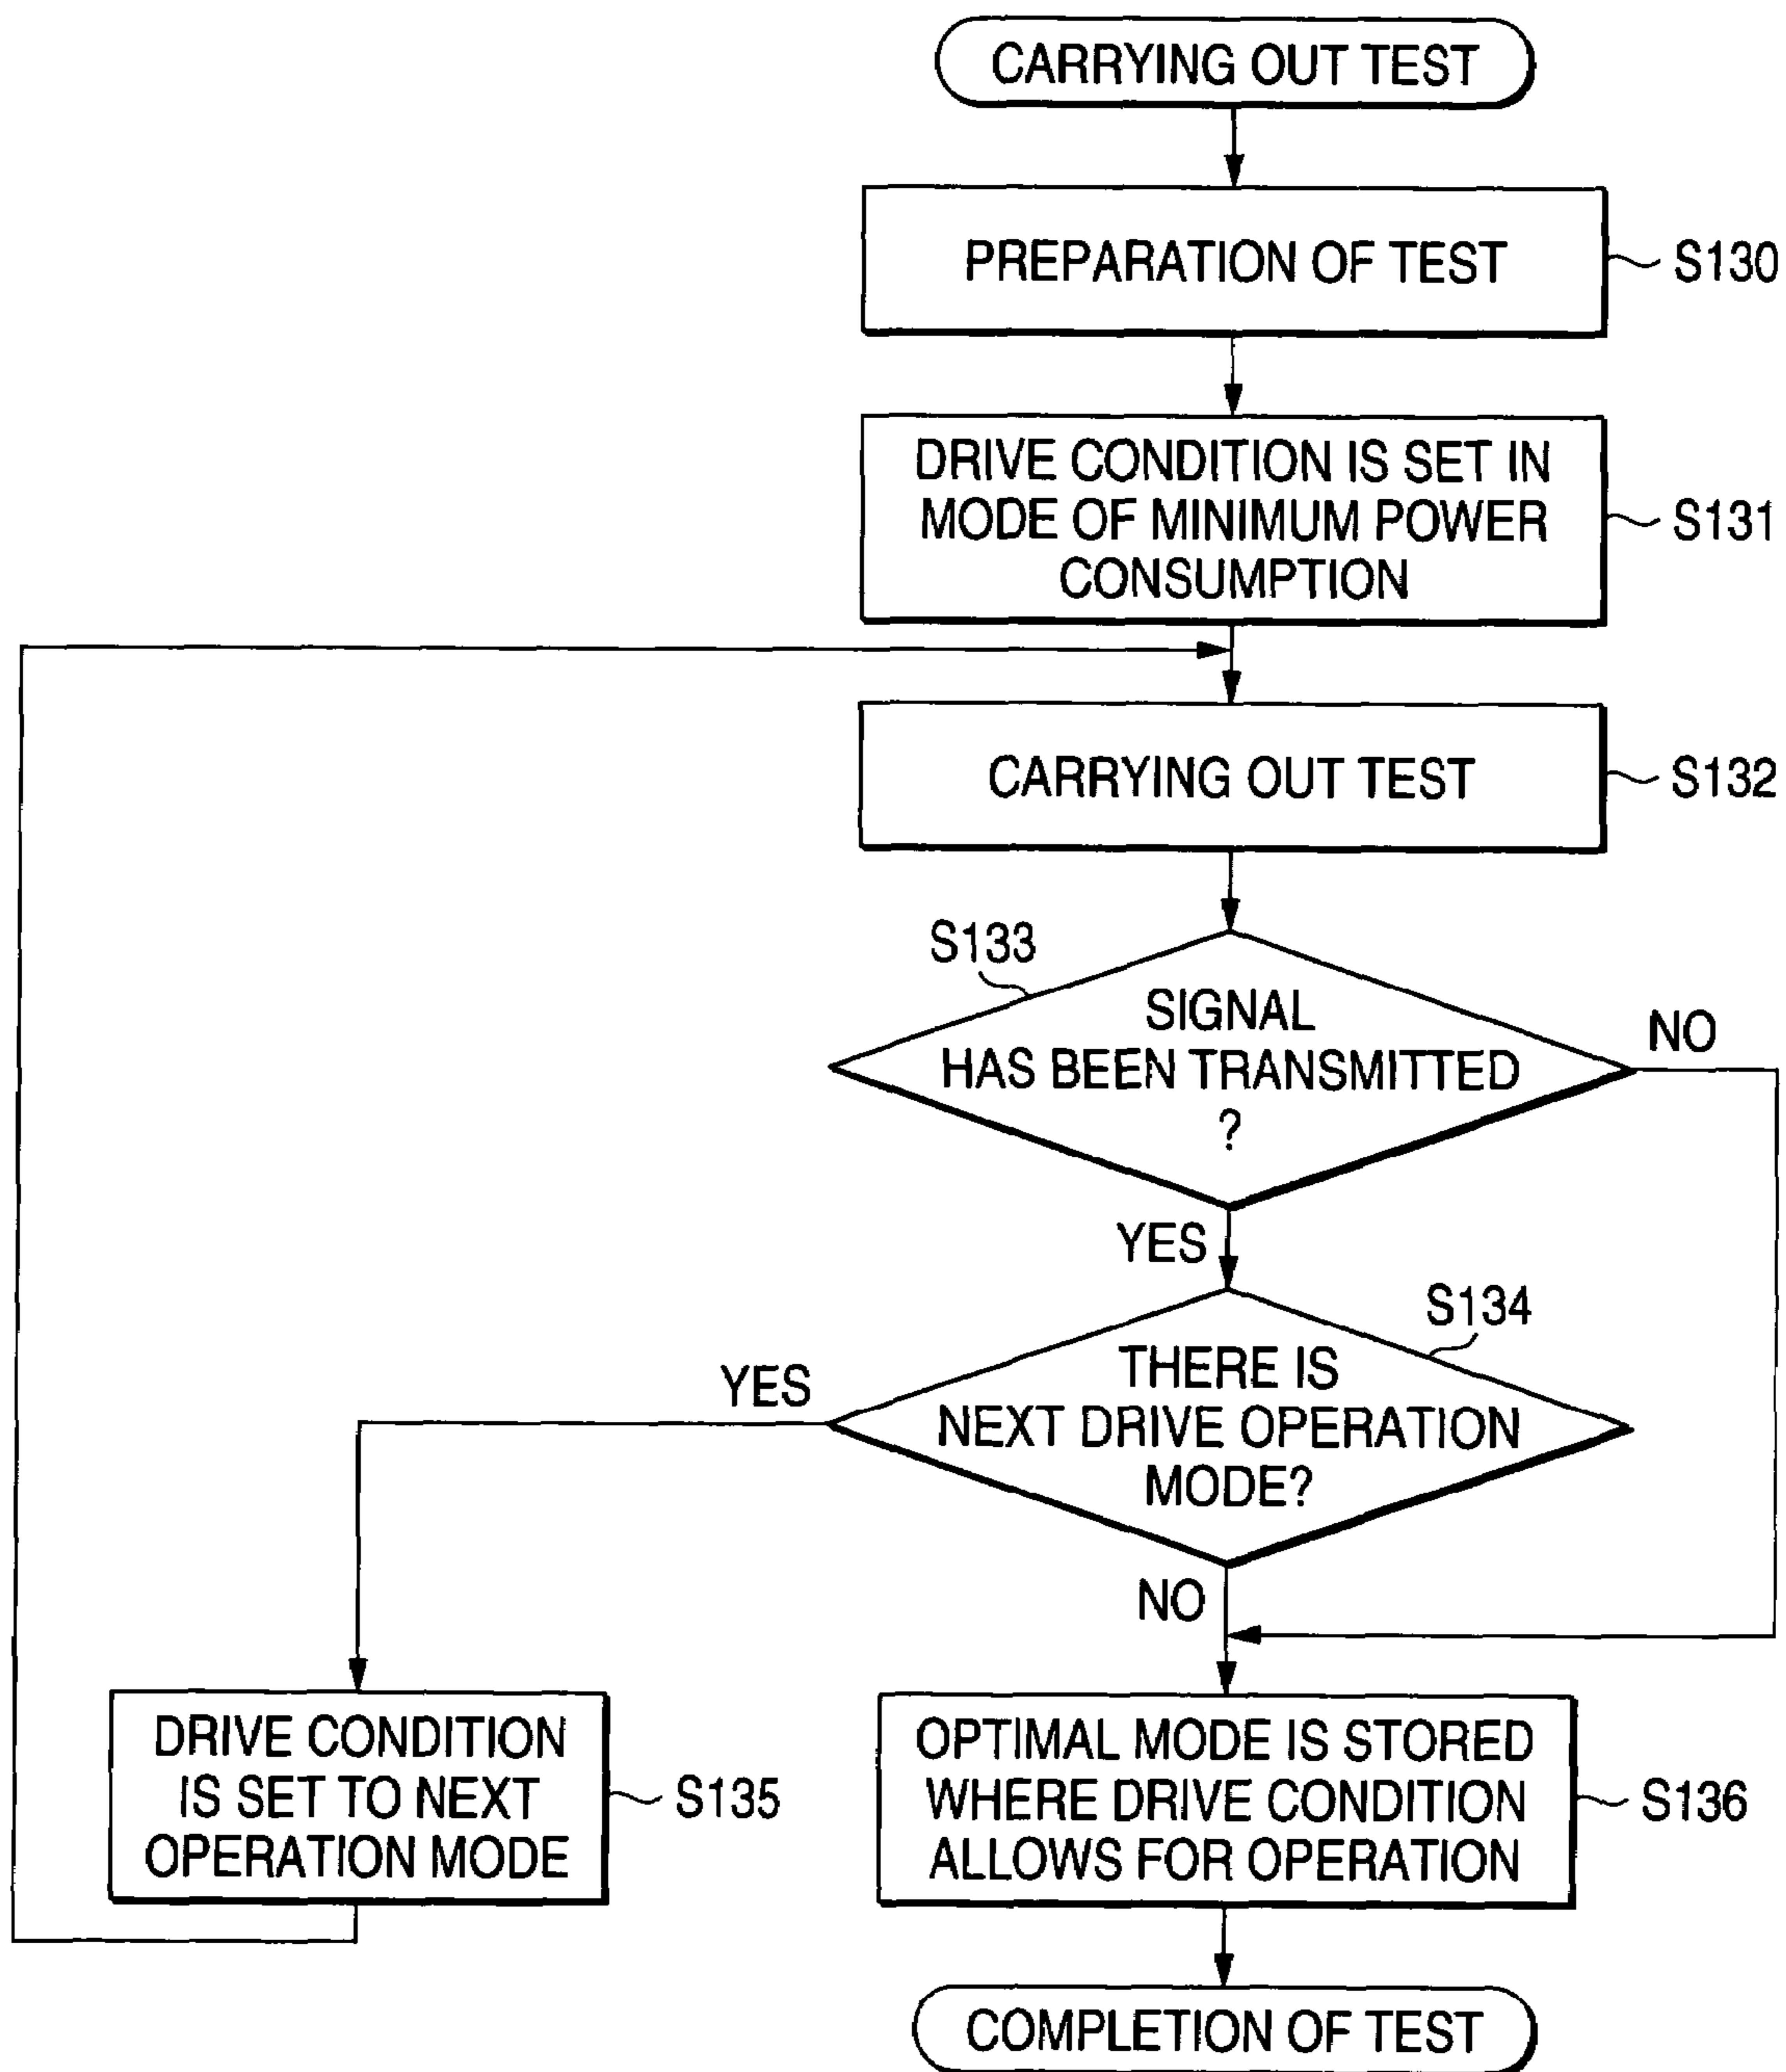 CARRYING OUT TEST
PREPARATION OF TEST
S130
DRIVE CONDITION IS SET IN
MODE OF MINIMUM POWER
CONSUMPTION
S131
CARRYING OUT TEST
S132
S133
SIGNAL
HAS BEEN TRANSMITTED
?
NO
YES
S134
THERE IS
NEXT DRIVE OPERATION
MODE?
YES
NO
DRIVE CONDITION
IS SET TO NEXT
OPERATION MODE
S135
OPTIMAL MODE IS STORED
WHERE DRIVE CONDITION
ALLOWS FOR OPERATION
S136
COMPLETION OF TEST